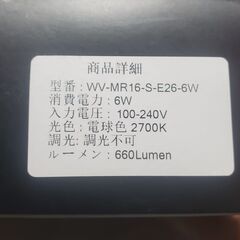 商品詳細
型番：WV-MR16-S-E26-6W
消費電力：6W
入力電圧：100-240V
光色：電球色 2700K
調光：調光不可
ルーメン：660Lumen